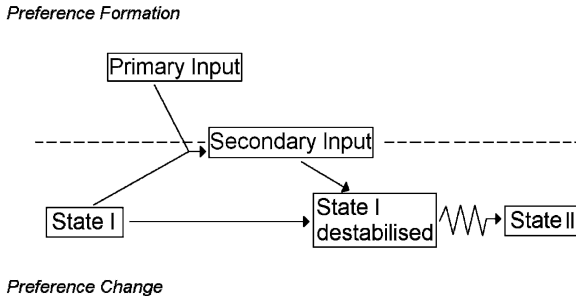 Preference Formation
Primary Input
Secondary Input
State I
State I
destabilised
State II
Preference Change